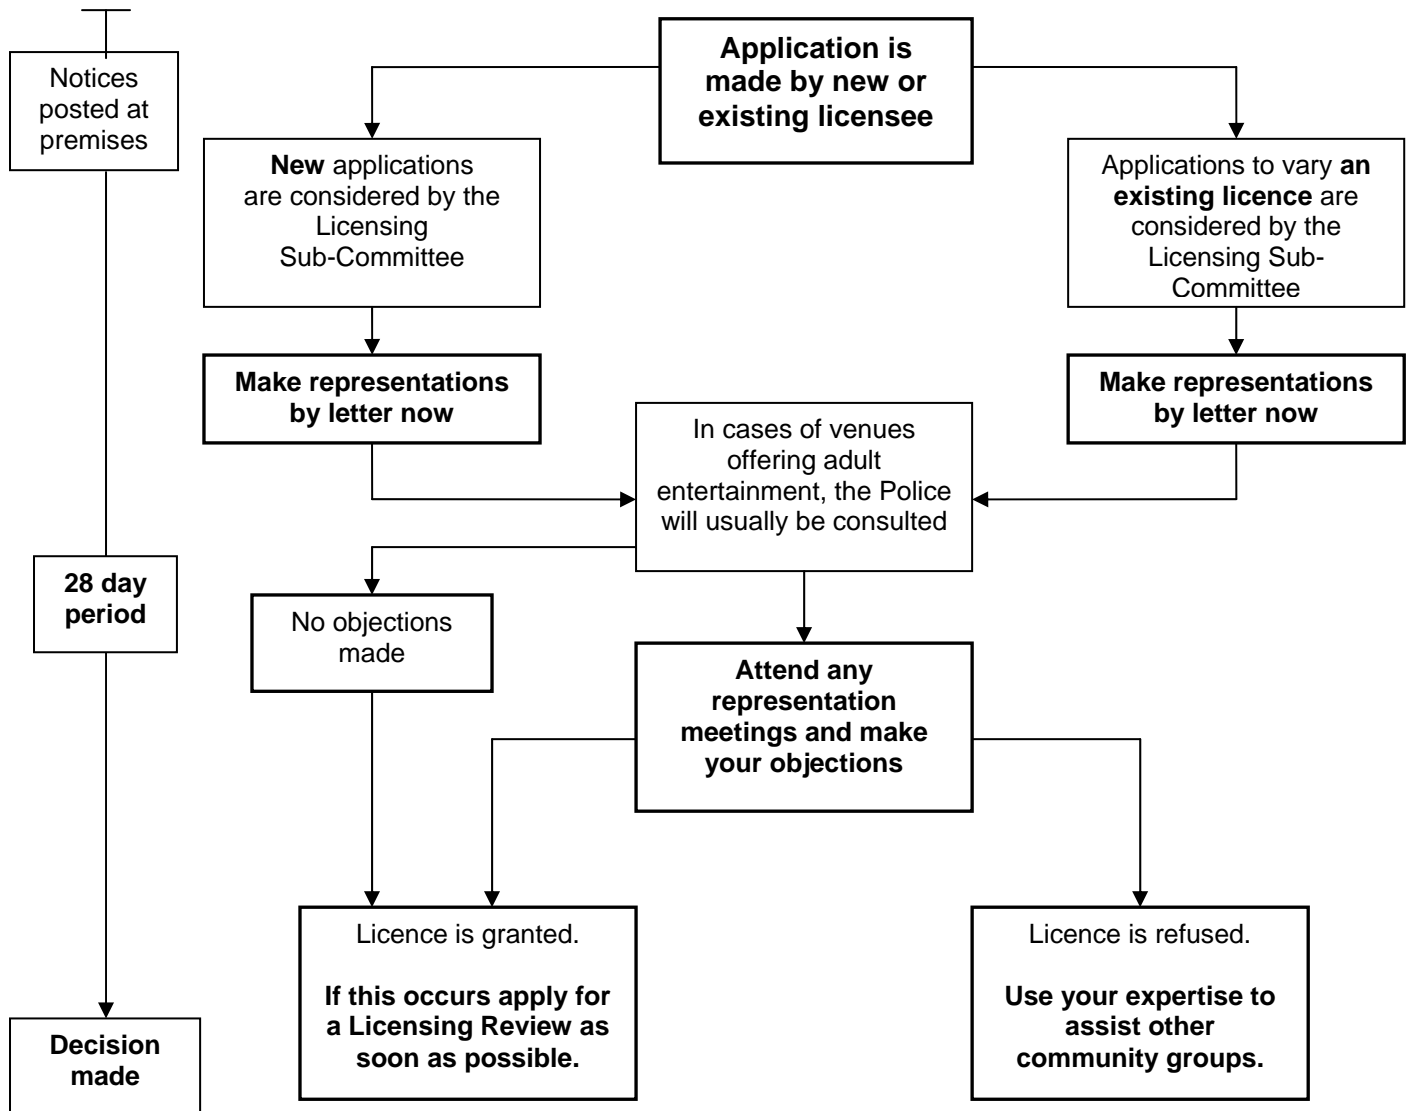 Notices
posted at
premises
28 day
period
Decision
made
Application is
made by new or
existing licensee
New applications
are considered by the
Licensing
Sub-Committee
Applications to vary an
existing licence are
considered by the
Licensing Sub-
Committee
Make representations
by letter now
Make representations
by letter now
In cases of venues
offering adult
entertainment, the Police
will usually be consulted
No objections
made
Attend any
representation
meetings and make
your objections
Licence is granted.
If this occurs apply for
a Licensing Review as
soon as possible.
Licence is refused.
Use your expertise to
assist other
community groups.